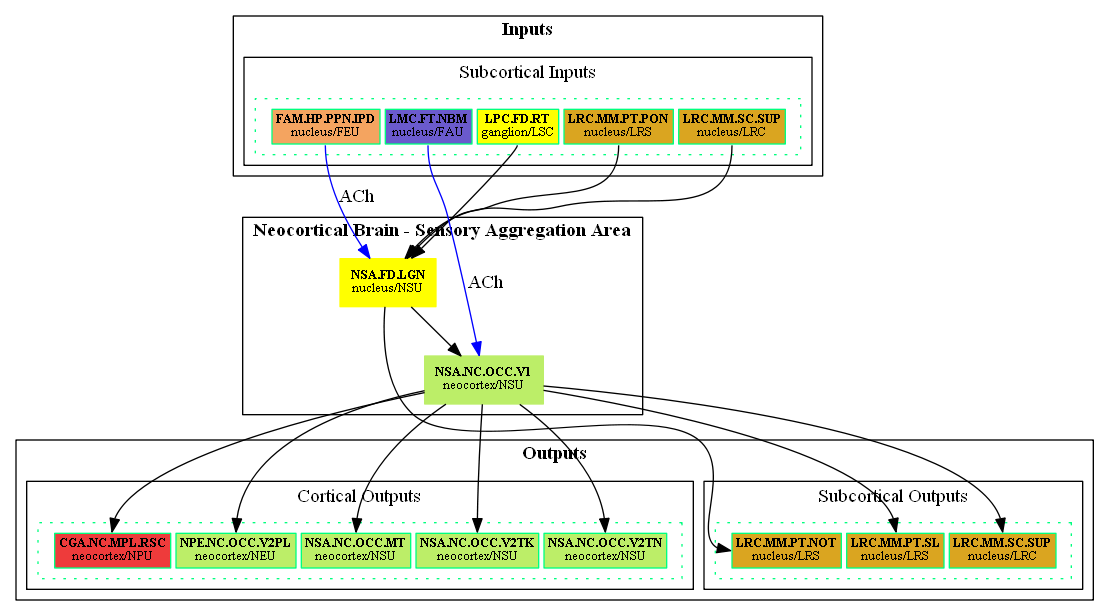 Inputs
Subcortical Inputs
FAM.HP.PPN.IPD
nucleus/FEU
LMC.FT.NBM
nucleus/FAU
LPC.FD.RT
ganglion/LSC
LRC.MM.PT.PON
nucleus/LRS
LRC.MM.SC.SUP
nucleus/LRC
ACh
Neocortical Brain - Sensory Aggregation Area
NSA.FD.LGN
nucleus/NSU
ACh
NSA.NC.OCC.V1
neocortex/NSU
Outputs
Cortical Outputs
CGA.NC.MPL.RSC
neocortex/NPU
NPE.NC.OCC.V2PL
neocortex/NEU
NSA.NC.OCC.MT
neocortex/NSU
NSA.NC.OCC.V2TK
neocortex/NSU
NSA.NC.OCC.V2TN
neocortex/NSU
Subcortical Outputs
LRC.MM.PT.NOT
nucleus/LRS
LRC.MM.PT.SL
nucleus/LRS
LRC.MM.SC.SUP
nucleus/LRC